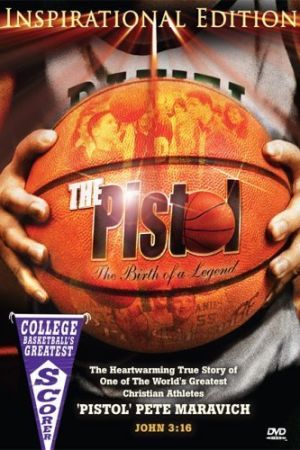 INSPIRATIONAL EDITION
THE
PISTOL
The Birth of a Legend
COLLEGE
BASKETBALL'S
GREATEST
SCORER
The Heartwarming True Story of
One of The World's Greatest
Christian Athletes
'PISTOL' PETE MARAVICH
JOHN 3:16
DVD